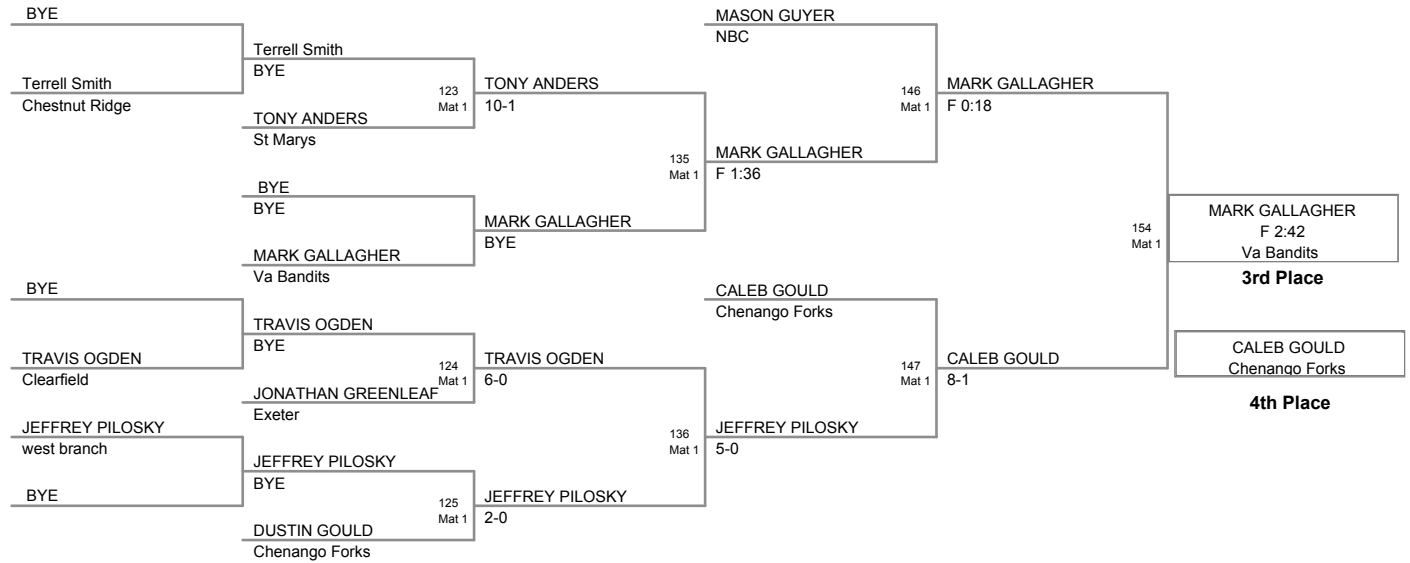 BYE
Terrell Smith
Chestnut Ridge
BYE
TRAVIS OGDEN
Clearfield
JEFFREY PILOSKY
west branch
BYE
Terrell Smith
BYE
123
Mat 1
TONY ANDERS
St Marys
BYE
BYE
MARK GALLAGHER
Va Bandits
TRAVIS OGDEN
BYE
124
Mat 1
JONATHAN GREENLEAF
Exeter
JEFFREY PILOSKY
BYE
125
Mat 1
DUSTIN GOULD
Chenango Forks
TONY ANDERS
10-1
135
Mat 1
MARK GALLAGHER
BYE
TRAVIS OGDEN
6-0
136
Mat 1
JEFFREY PILOSKY
2-0
MASON GUYER
NBC
146
Mat 1
MARK GALLAGHER
F 1:36
CALEB GOULD
Chenango Forks
147
Mat 1
JEFFREY PILOSKY
5-0
MARK GALLAGHER
F 0:18
154
Mat 1
CALEB GOULD
8-1
MARK GALLAGHER
F 2:42
Va Bandits
3rd Place
CALEB GOULD
Chenango Forks
4th Place